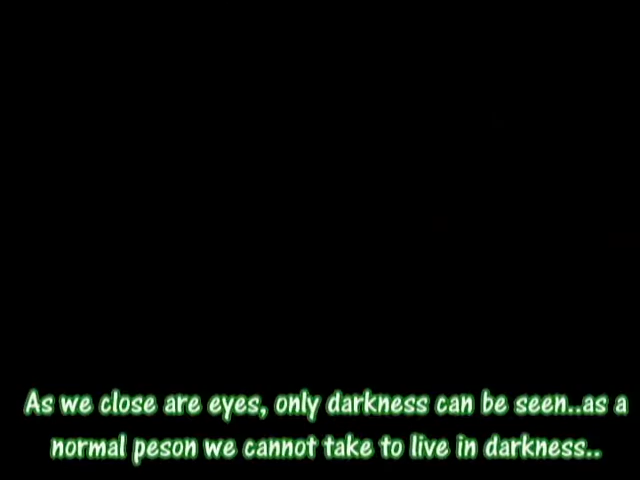 As we close are eyes, only darkness can be seen..as a
normal peson we cannot take to live in darkness..